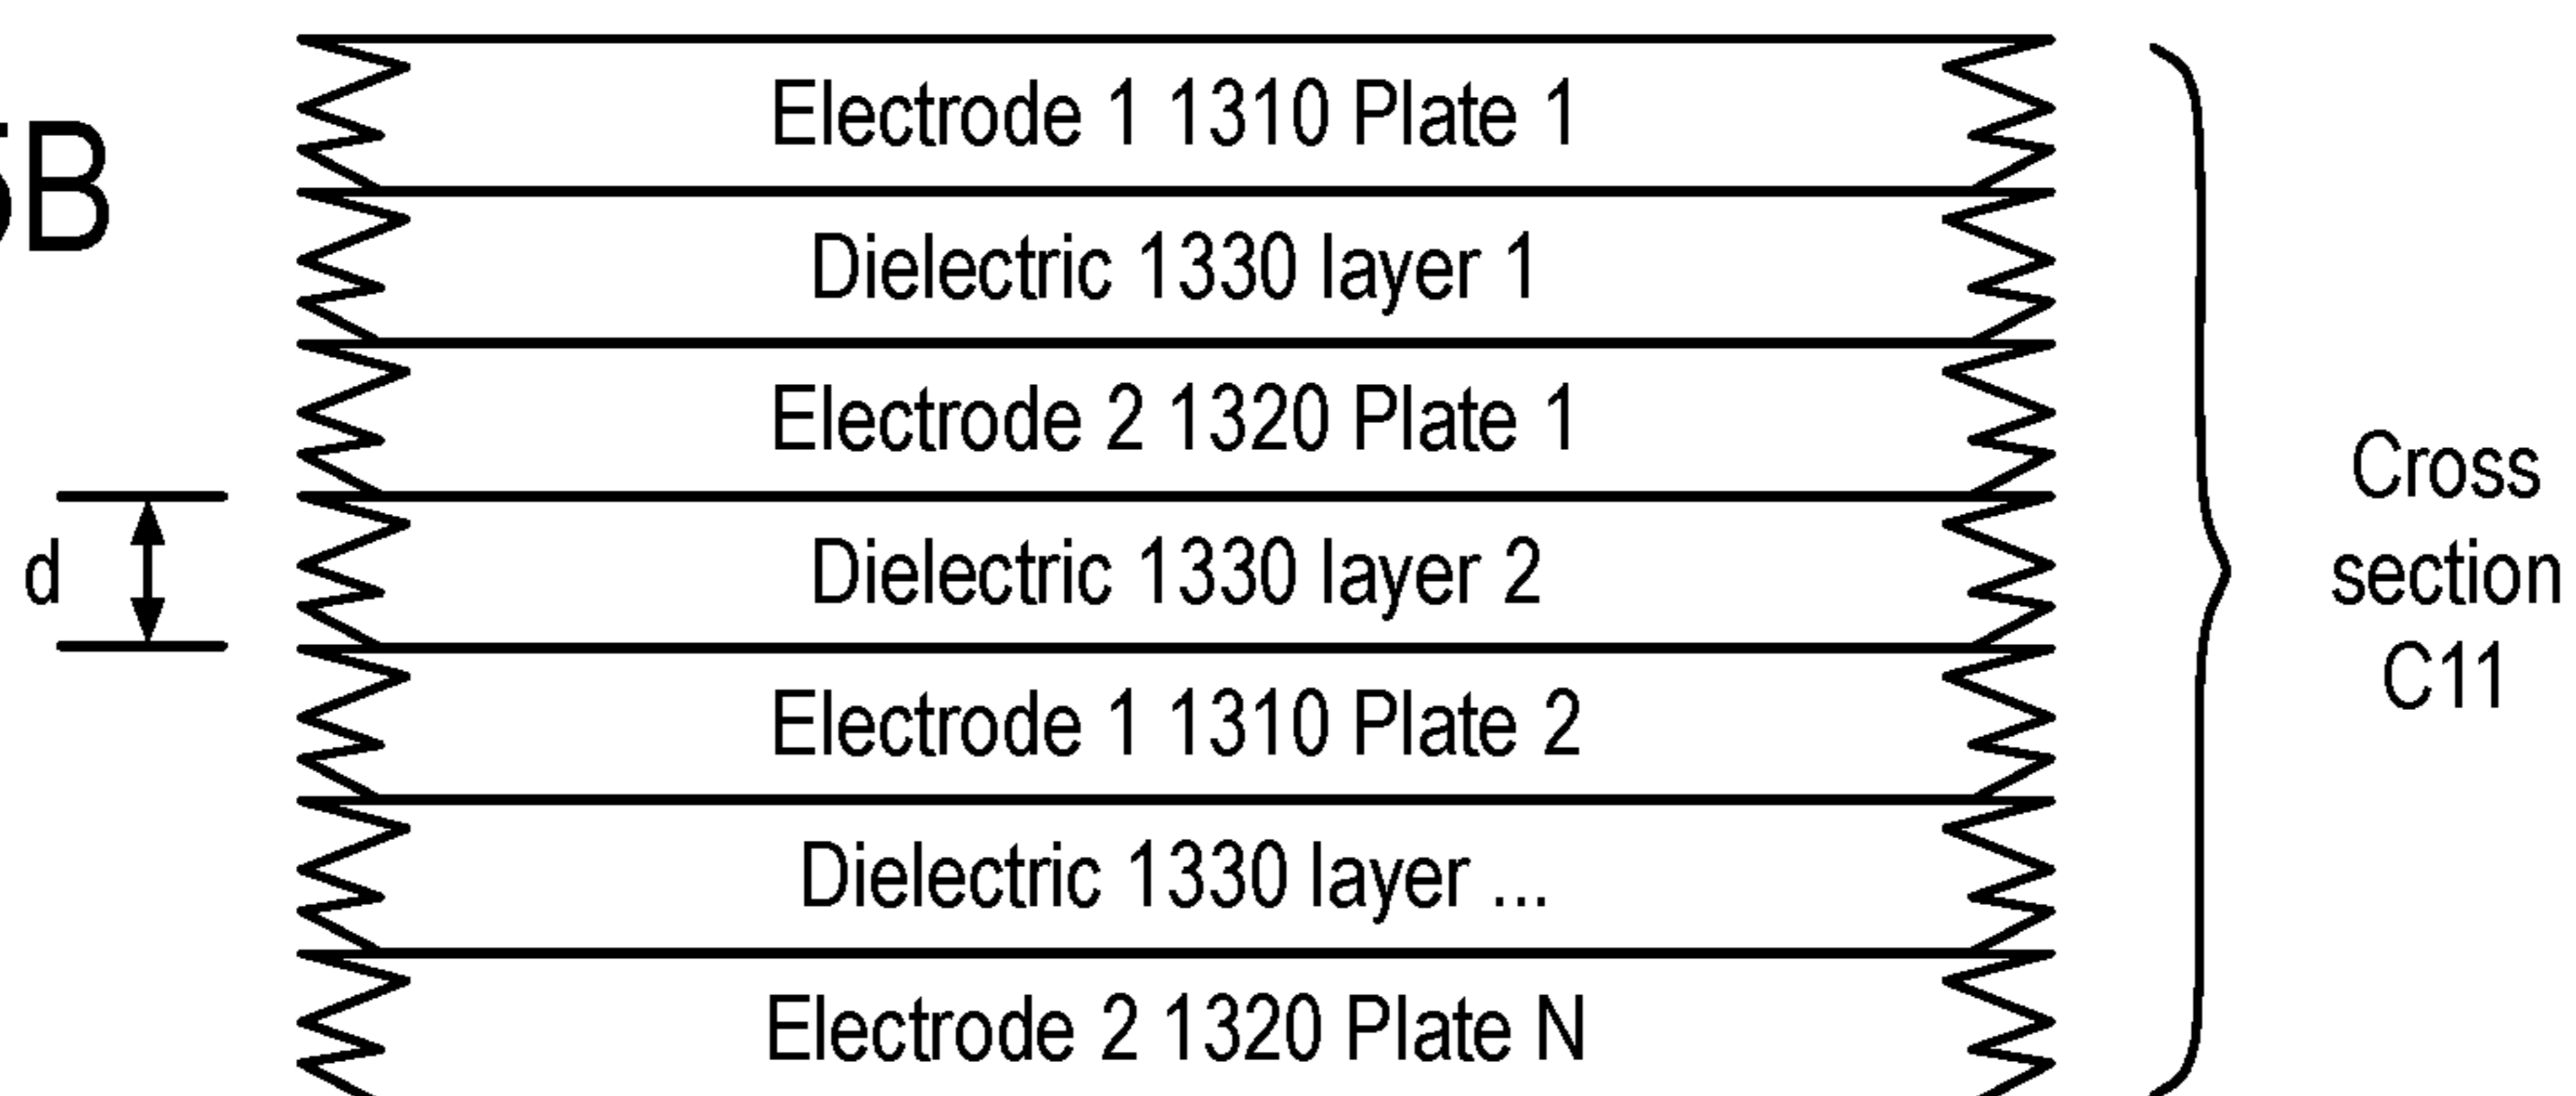 5B
Electrode 1 1310 Plate 1
Dielectric 1330 layer 1
Electrode 2 1320 Plate 1
d
Dielectric 1330 layer 2
Electrode 1 1310 Plate 2
Dielectric 1330 layer ...
Electrode 2 1320 Plate N
Cross
section
C11